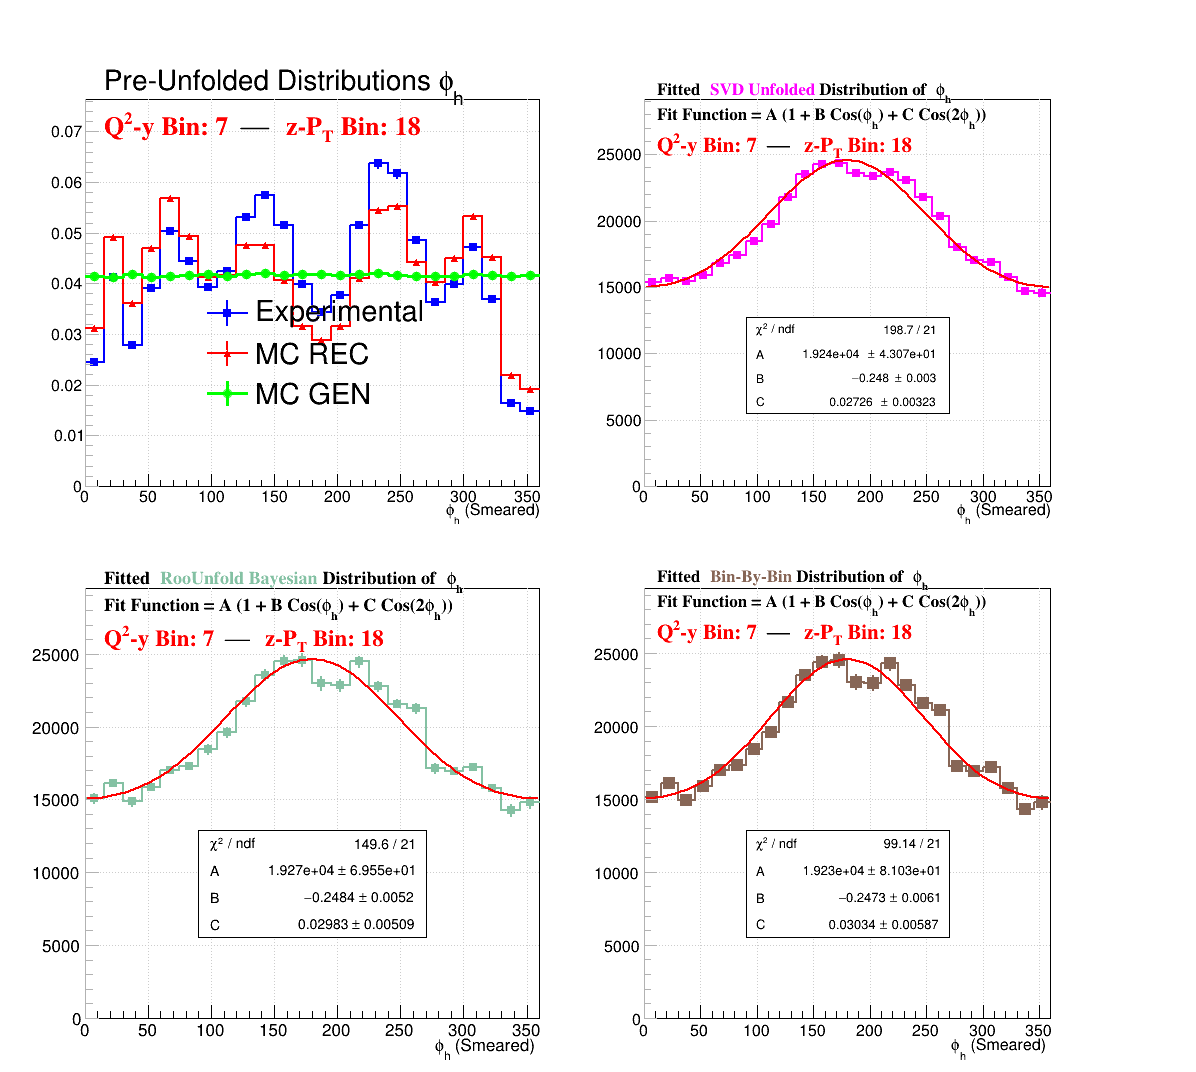 Pre-Unfolded Distributions ϕh
Q2-y Bin: 7 — z-PT Bin: 18
0.07
0.06
0.05
0.04
0.03
0.02
0.01
0
Experimental
MC REC
MC GEN
0 50 100 150 200 250 300 350
ϕh (Smeared)
Fitted SVD Unfolded Distribution of ϕh
Fit Function = A (1 + B Cos(ϕh) + C Cos(2ϕh))
Q2-y Bin: 7 — z-PT Bin: 18
25000
20000
15000
10000
5000
0
χ2 / ndf 198.7 / 21
A 1.924e+04 ± 4.307e+01
B −0.248 ± 0.003
C 0.02726 ± 0.00323
0 50 100 150 200 250 300 350
ϕh (Smeared)
Fitted RooUnfold Bayesian Distribution of ϕh
Fit Function = A (1 + B Cos(ϕh) + C Cos(2ϕh))
Q2-y Bin: 7 — z-PT Bin: 18
25000
20000
15000
10000
5000
0
χ2 / ndf 149.6 / 21
A 1.927e+04 ± 6.955e+01
B −0.2484 ± 0.0052
C 0.02983 ± 0.00509
0 50 100 150 200 250 300 350
ϕh (Smeared)
Fitted Bin-By-Bin Distribution of ϕh
Fit Function = A (1 + B Cos(ϕh) + C Cos(2ϕh))
Q2-y Bin: 7 — z-PT Bin: 18
25000
20000
15000
10000
5000
0
χ2 / ndf 99.14 / 21
A 1.923e+04 ± 8.103e+01
B −0.2473 ± 0.0061
C 0.03034 ± 0.00587
0 50 100 150 200 250 300 350
ϕh (Smeared)